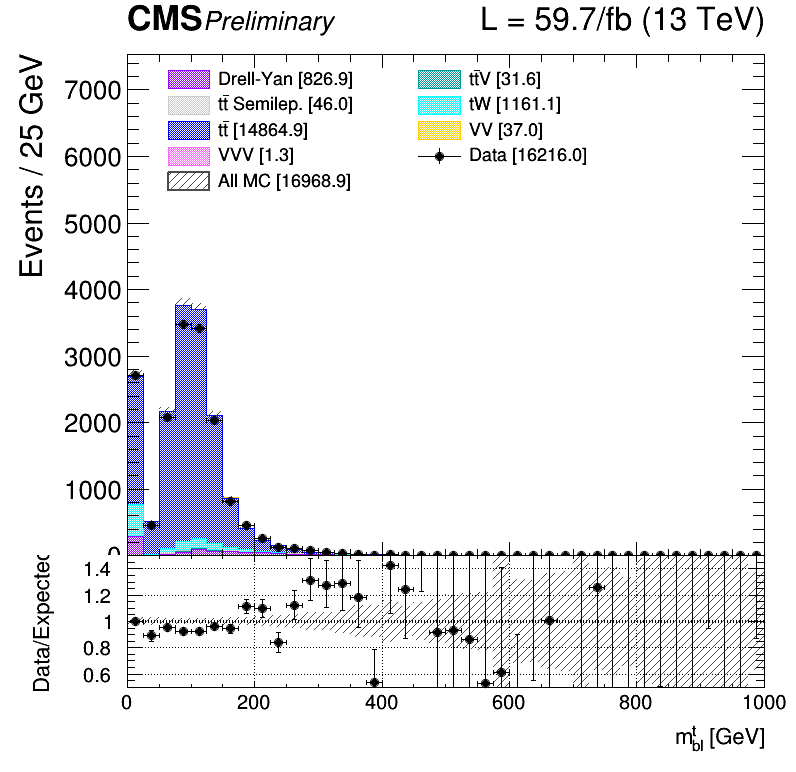 CMS Preliminary L = 59.7/fb (13 TeV)
Events / 25 GeV
7000
6000
5000
4000
3000
2000
1000
0
Drell-Yan [826.9]
tt̄ Semilep. [46.0]
tt̄ [14864.9]
VVV [1.3]
All MC [16968.9]
tt̄V [31.6]
tW [1161.1]
VV [37.0]
Data [16216.0]
Data/Expected
1.4
1.2
1
0.8
0.6
0 200 400 600 800 1000
m^t_bl [GeV]